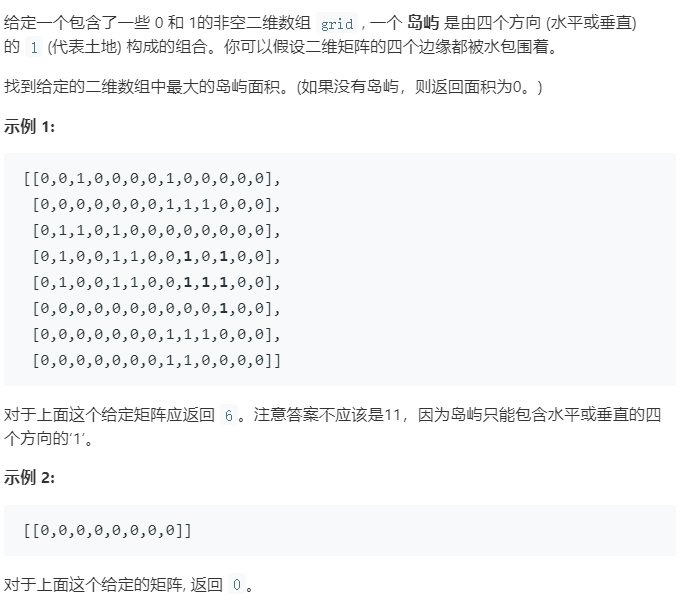 给定一个包含了一些 0 和 1的非空二维数组 grid , 一个 岛屿 是由四个方向 (水平或垂直)
的 1 (代表土地) 构成的组合。你可以假设二维矩阵的四个边缘都被水包围着。
找到给定的二维数组中最大的岛屿面积。(如果没有岛屿，则返回面积为0。)
示例 1:
[[0,0,1,0,0,0,0,1,0,0,0,0,0],
[0,0,0,0,0,0,0,1,1,1,0,0,0],
[0,1,1,0,1,0,0,0,0,0,0,0,0],
[0,1,0,0,1,1,0,0,1,0,1,0,0],
[0,1,0,0,1,1,0,0,1,1,1,0,0],
[0,0,0,0,0,0,0,0,0,0,1,0,0],
[0,0,0,0,0,0,0,1,1,1,0,0,0],
[0,0,0,0,0,0,0,1,1,0,0,0,0]]
对于上面这个给定矩阵应返回 6 。注意答案不应该是11，因为岛屿只能包含水平或垂直的四
个方向的‘1’。
示例 2:
[[0,0,0,0,0,0,0,0]]
对于上面这个给定的矩阵, 返回 0 。